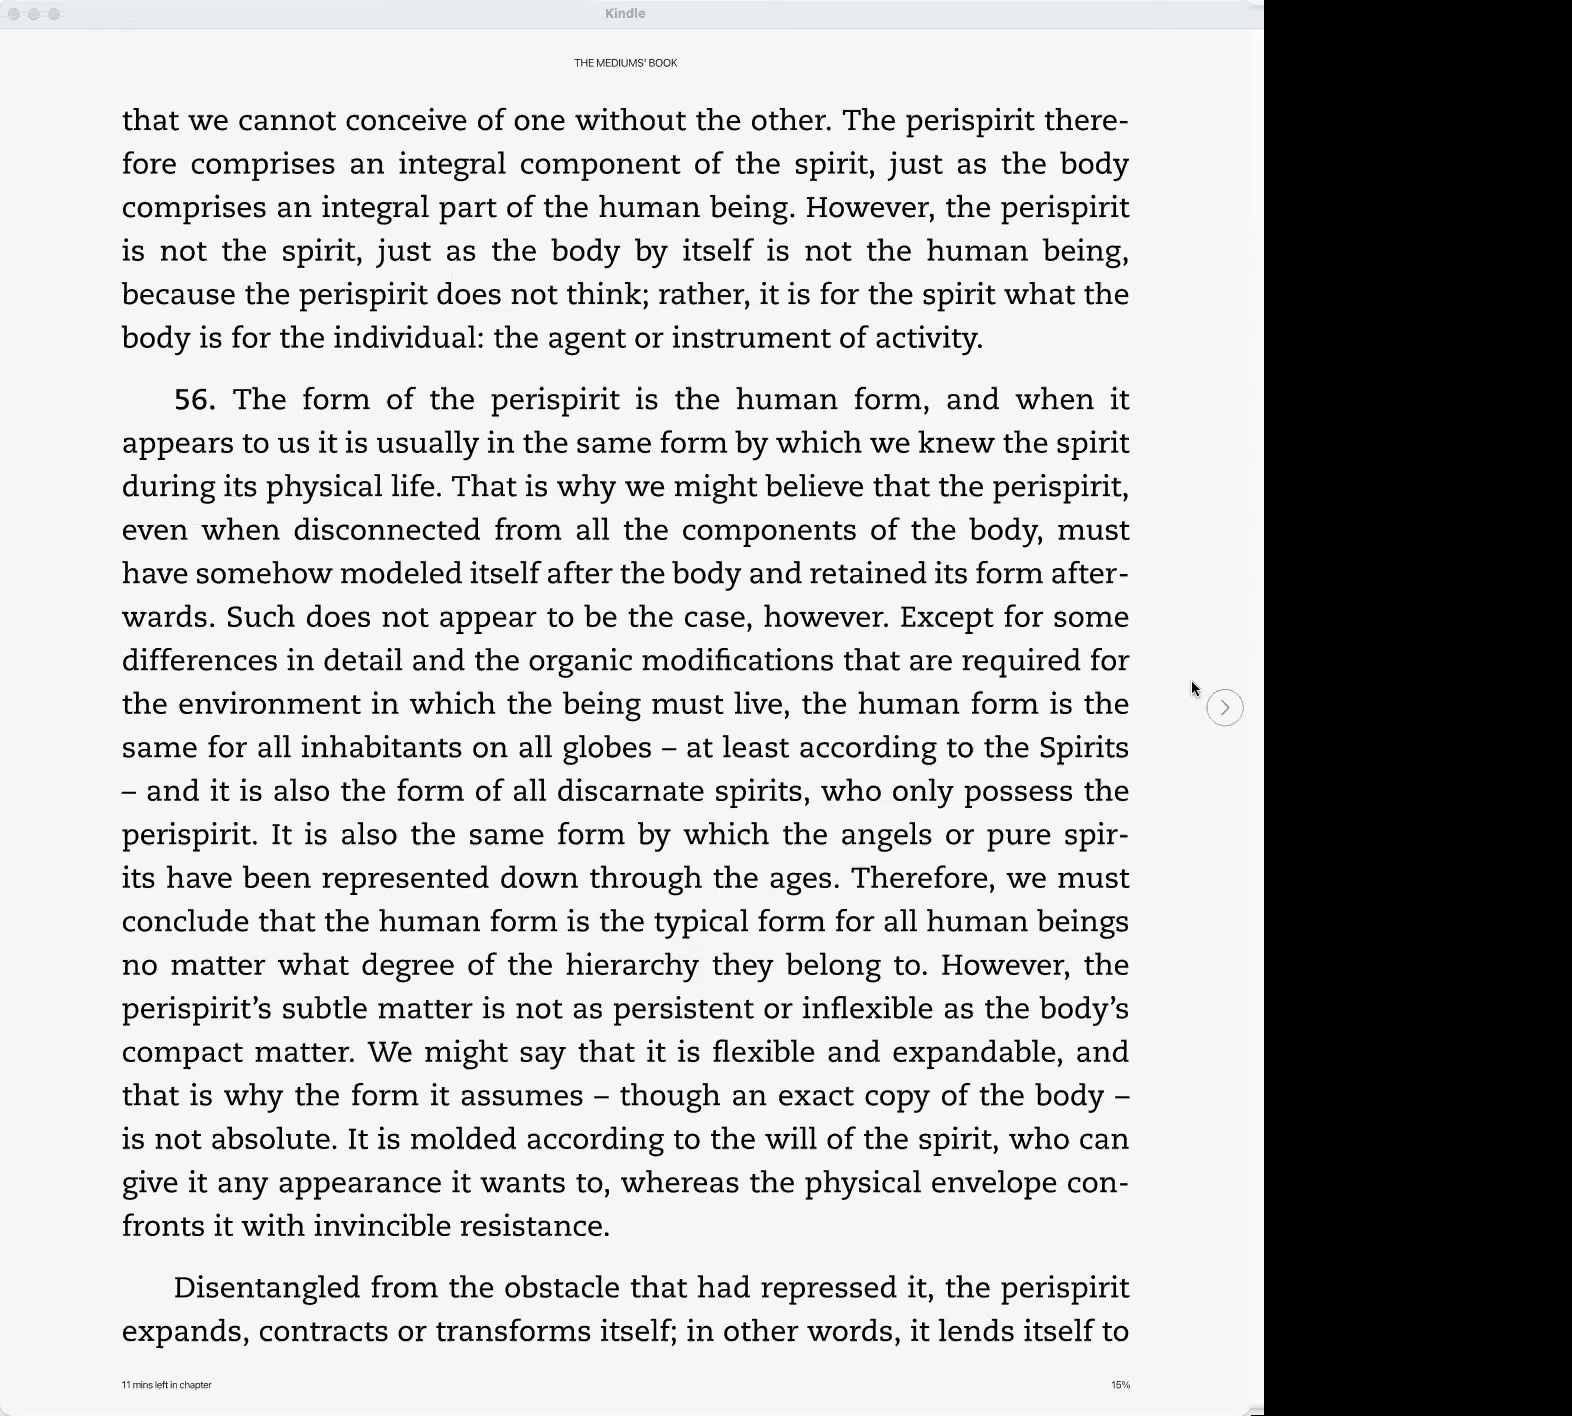 Kindle
THE MEDIUMS' BOOK
that we cannot conceive of one without the other. The perispirit there-
fore comprises an integral component of the spirit, just as the body
comprises an integral part of the human being. However, the perispirit
is not the spirit, just as the body by itself is not the human being,
because the perispirit does not think; rather, it is for the spirit what the
body is for the individual: the agent or instrument of activity.
56. The form of the perispirit is the human form, and when it
appears to us it is usually in the same form by which we knew the spirit
during its physical life. That is why we might believe that the perispirit,
even when disconnected from all the components of the body, must
have somehow modeled itself after the body and retained its form after-
wards. Such does not appear to be the case, however. Except for some
differences in detail and the organic modifications that are required for
the environment in which the being must live, the human form is the
same for all inhabitants on all globes – at least according to the Spirits
– and it is also the form of all discarnate spirits, who only possess the
perispirit. It is also the same form by which the angels or pure spir-
its have been represented down through the ages. Therefore, we must
conclude that the human form is the typical form for all human beings
no matter what degree of the hierarchy they belong to. However, the
perispirit’s subtle matter is not as persistent or inflexible as the body’s
compact matter. We might say that it is flexible and expandable, and
that is why the form it assumes – though an exact copy of the body –
is not absolute. It is molded according to the will of the spirit, who can
give it any appearance it wants to, whereas the physical envelope con-
fronts it with invincible resistance.
Disentangled from the obstacle that had repressed it, the perispirit
expands, contracts or transforms itself; in other words, it lends itself to
11 mins left in chapter
15%